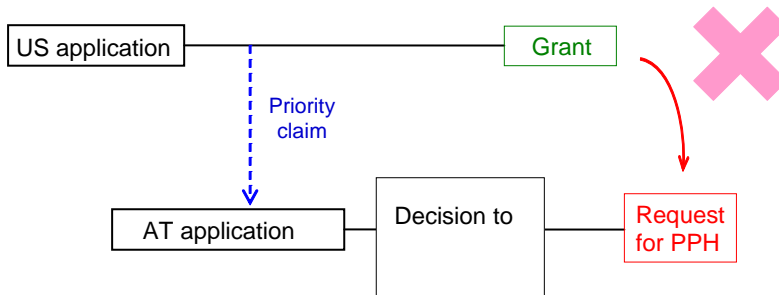 US application
Grant
Priority
claim
AT application
Decision to
Request
for PPH